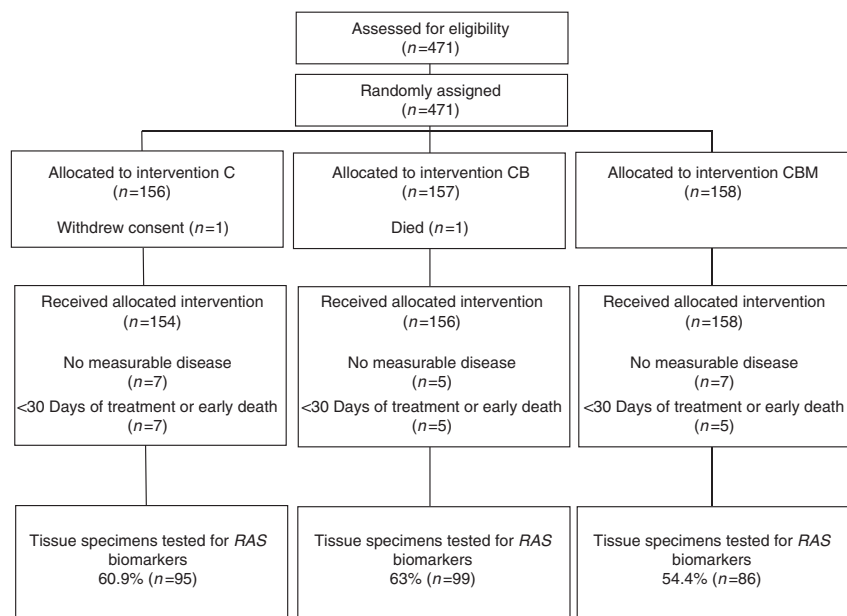 Assessed for eligibility
(n=471)
Randomly assigned
(n=471)
Allocated to intervention C
(n=156)
Withdrew consent (n=1)
Allocated to intervention CB
(n=157)
Died (n=1)
Allocated to intervention CBM
(n=158)
Received allocated intervention
(n=154)
No measurable disease
(n=7)
<30 Days of treatment or early death
(n=7)
Received allocated intervention
(n=156)
No measurable disease
(n=5)
<30 Days of treatment or early death
(n=5)
Received allocated intervention
(n=158)
No measurable disease
(n=7)
<30 Days of treatment or early death
(n=5)
Tissue specimens tested for RAS
biomarkers
60.9% (n=95)
Tissue specimens tested for RAS
biomarkers
63% (n=99)
Tissue specimens tested for RAS
biomarkers
54.4% (n=86)